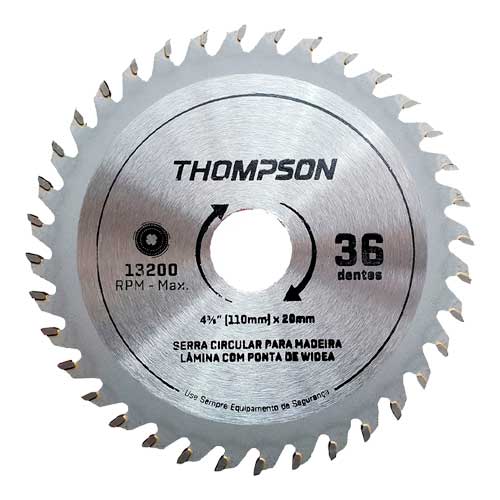 THOMPSON
13200
RPM - Max.
36
dentes
4⅜" (110mm) x 20mm
SERRA CIRCULAR PARA MADEIRA
LÂMINA COM PONTA DE WIDEA
Use Sempre Equipamento de Segurança